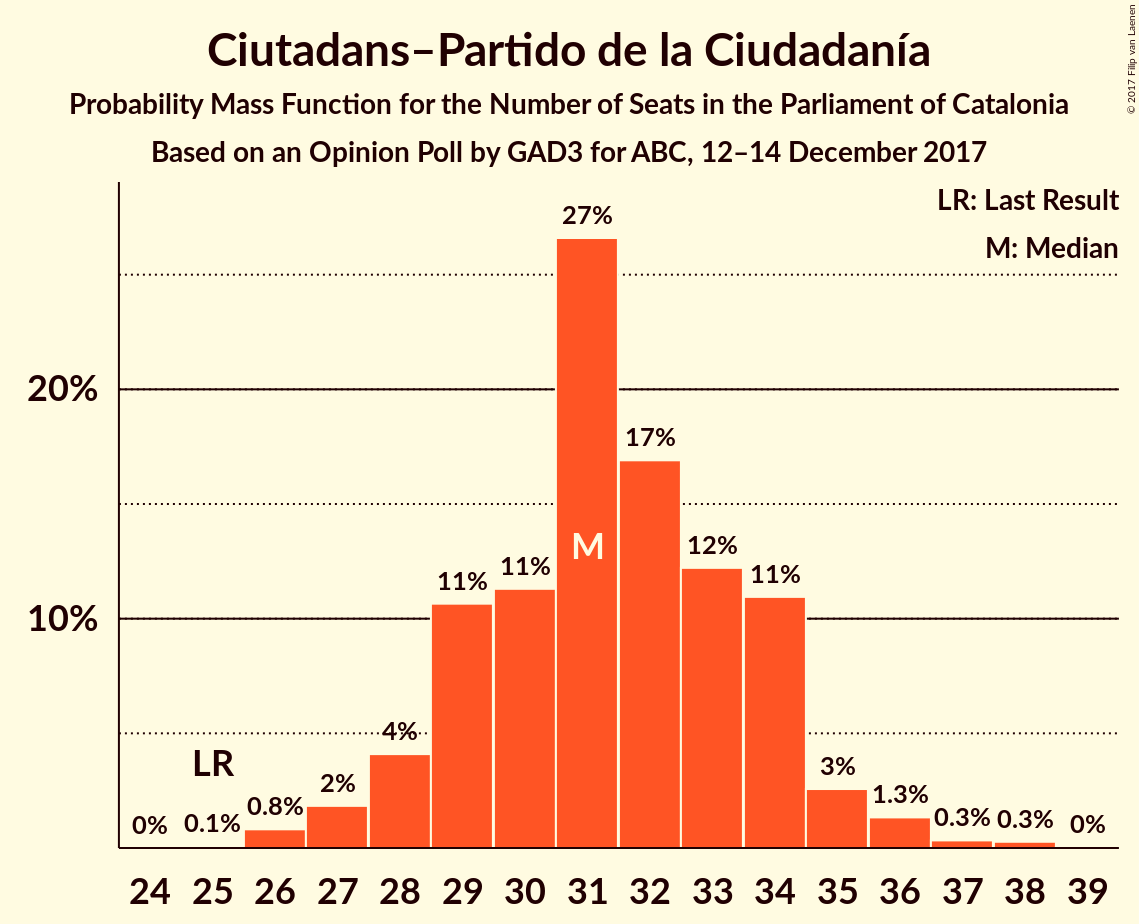 Ciutadans–Partido de la Ciudadanía
Probability Mass Function for the Number of Seats in the Parliament of Catalonia
Based on an Opinion Poll by GAD3 for ABC, 12–14 December 2017
© 2017 Filip van Laenen
LR: Last Result
M: Median
27%
20%
17%
M
12%
11%
11%
11%
10%
4%
LR
3%
2%
1.3%
0.8%
0.3%
0.3%
0%
0.1%
0%
24 25 26 27 28 29 30 31 32 33 34 35 36 37 38 39